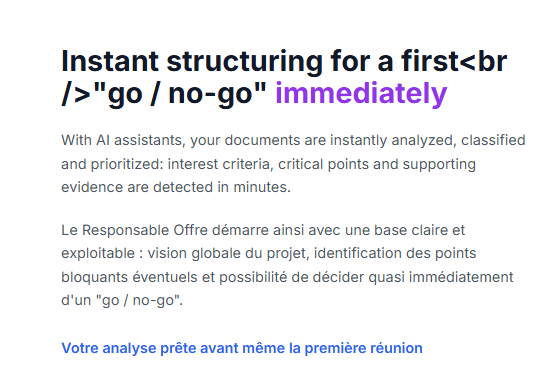 Instant structuring for a first<br
/>"go / no-go" immediately
With AI assistants, your documents are instantly analyzed, classified
and prioritized: interest criteria, critical points and supporting
evidence are detected in minutes.
Le Responsable Offre démarre ainsi avec une base claire et
exploitable : vision globale du projet, identification des points
bloquants éventuels et possibilité de décider quasi immédiatement
d'un "go / no-go".
Votre analyse prête avant même la première réunion